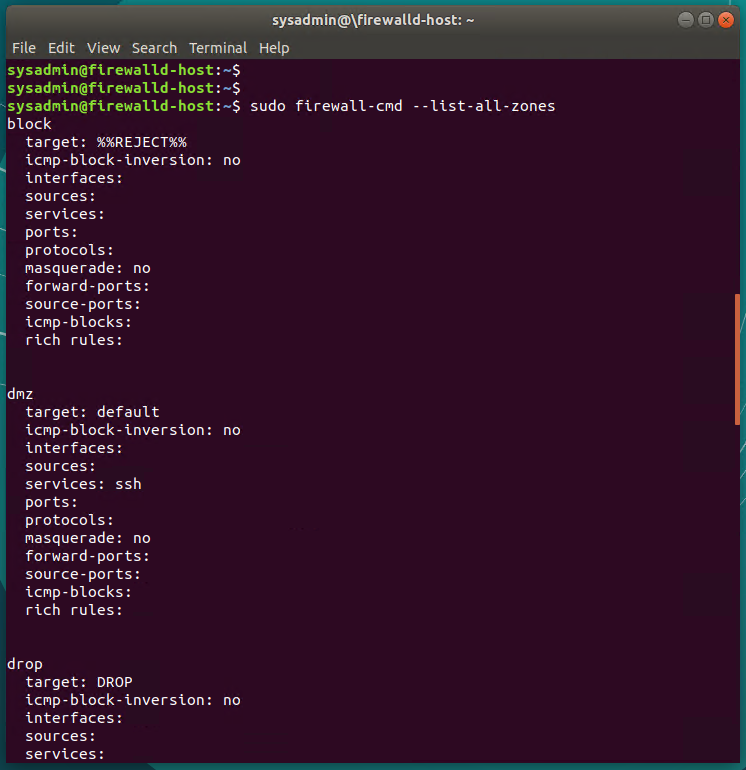 sysadmin@\firewalld-host: ~
File Edit View Search Terminal Help
sysadmin@firewalld-host:~$
sysadmin@firewalld-host:~$
sysadmin@firewalld-host:~$ sudo firewall-cmd --list-all-zones
block
  target: %%REJECT%%
  icmp-block-inversion: no
  interfaces:
  sources:
  services:
  ports:
  protocols:
  masquerade: no
  forward-ports:
  source-ports:
  icmp-blocks:
  rich rules:
dmz
  target: default
  icmp-block-inversion: no
  interfaces:
  sources:
  services: ssh
  ports:
  protocols:
  masquerade: no
  forward-ports:
  source-ports:
  icmp-blocks:
  rich rules:
drop
  target: DROP
  icmp-block-inversion: no
  interfaces:
  sources:
  services: